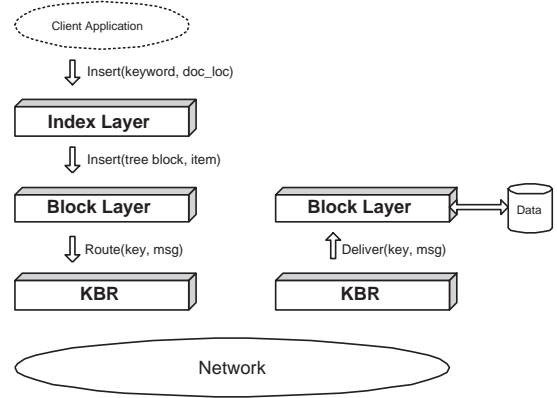 Client Application
Insert(keyword, doc_loc)
Index Layer
Insert(tree block, item)
Block Layer
Block Layer
Data
Route(key, msg)
Deliver(key, msg)
KBR
KBR
Network